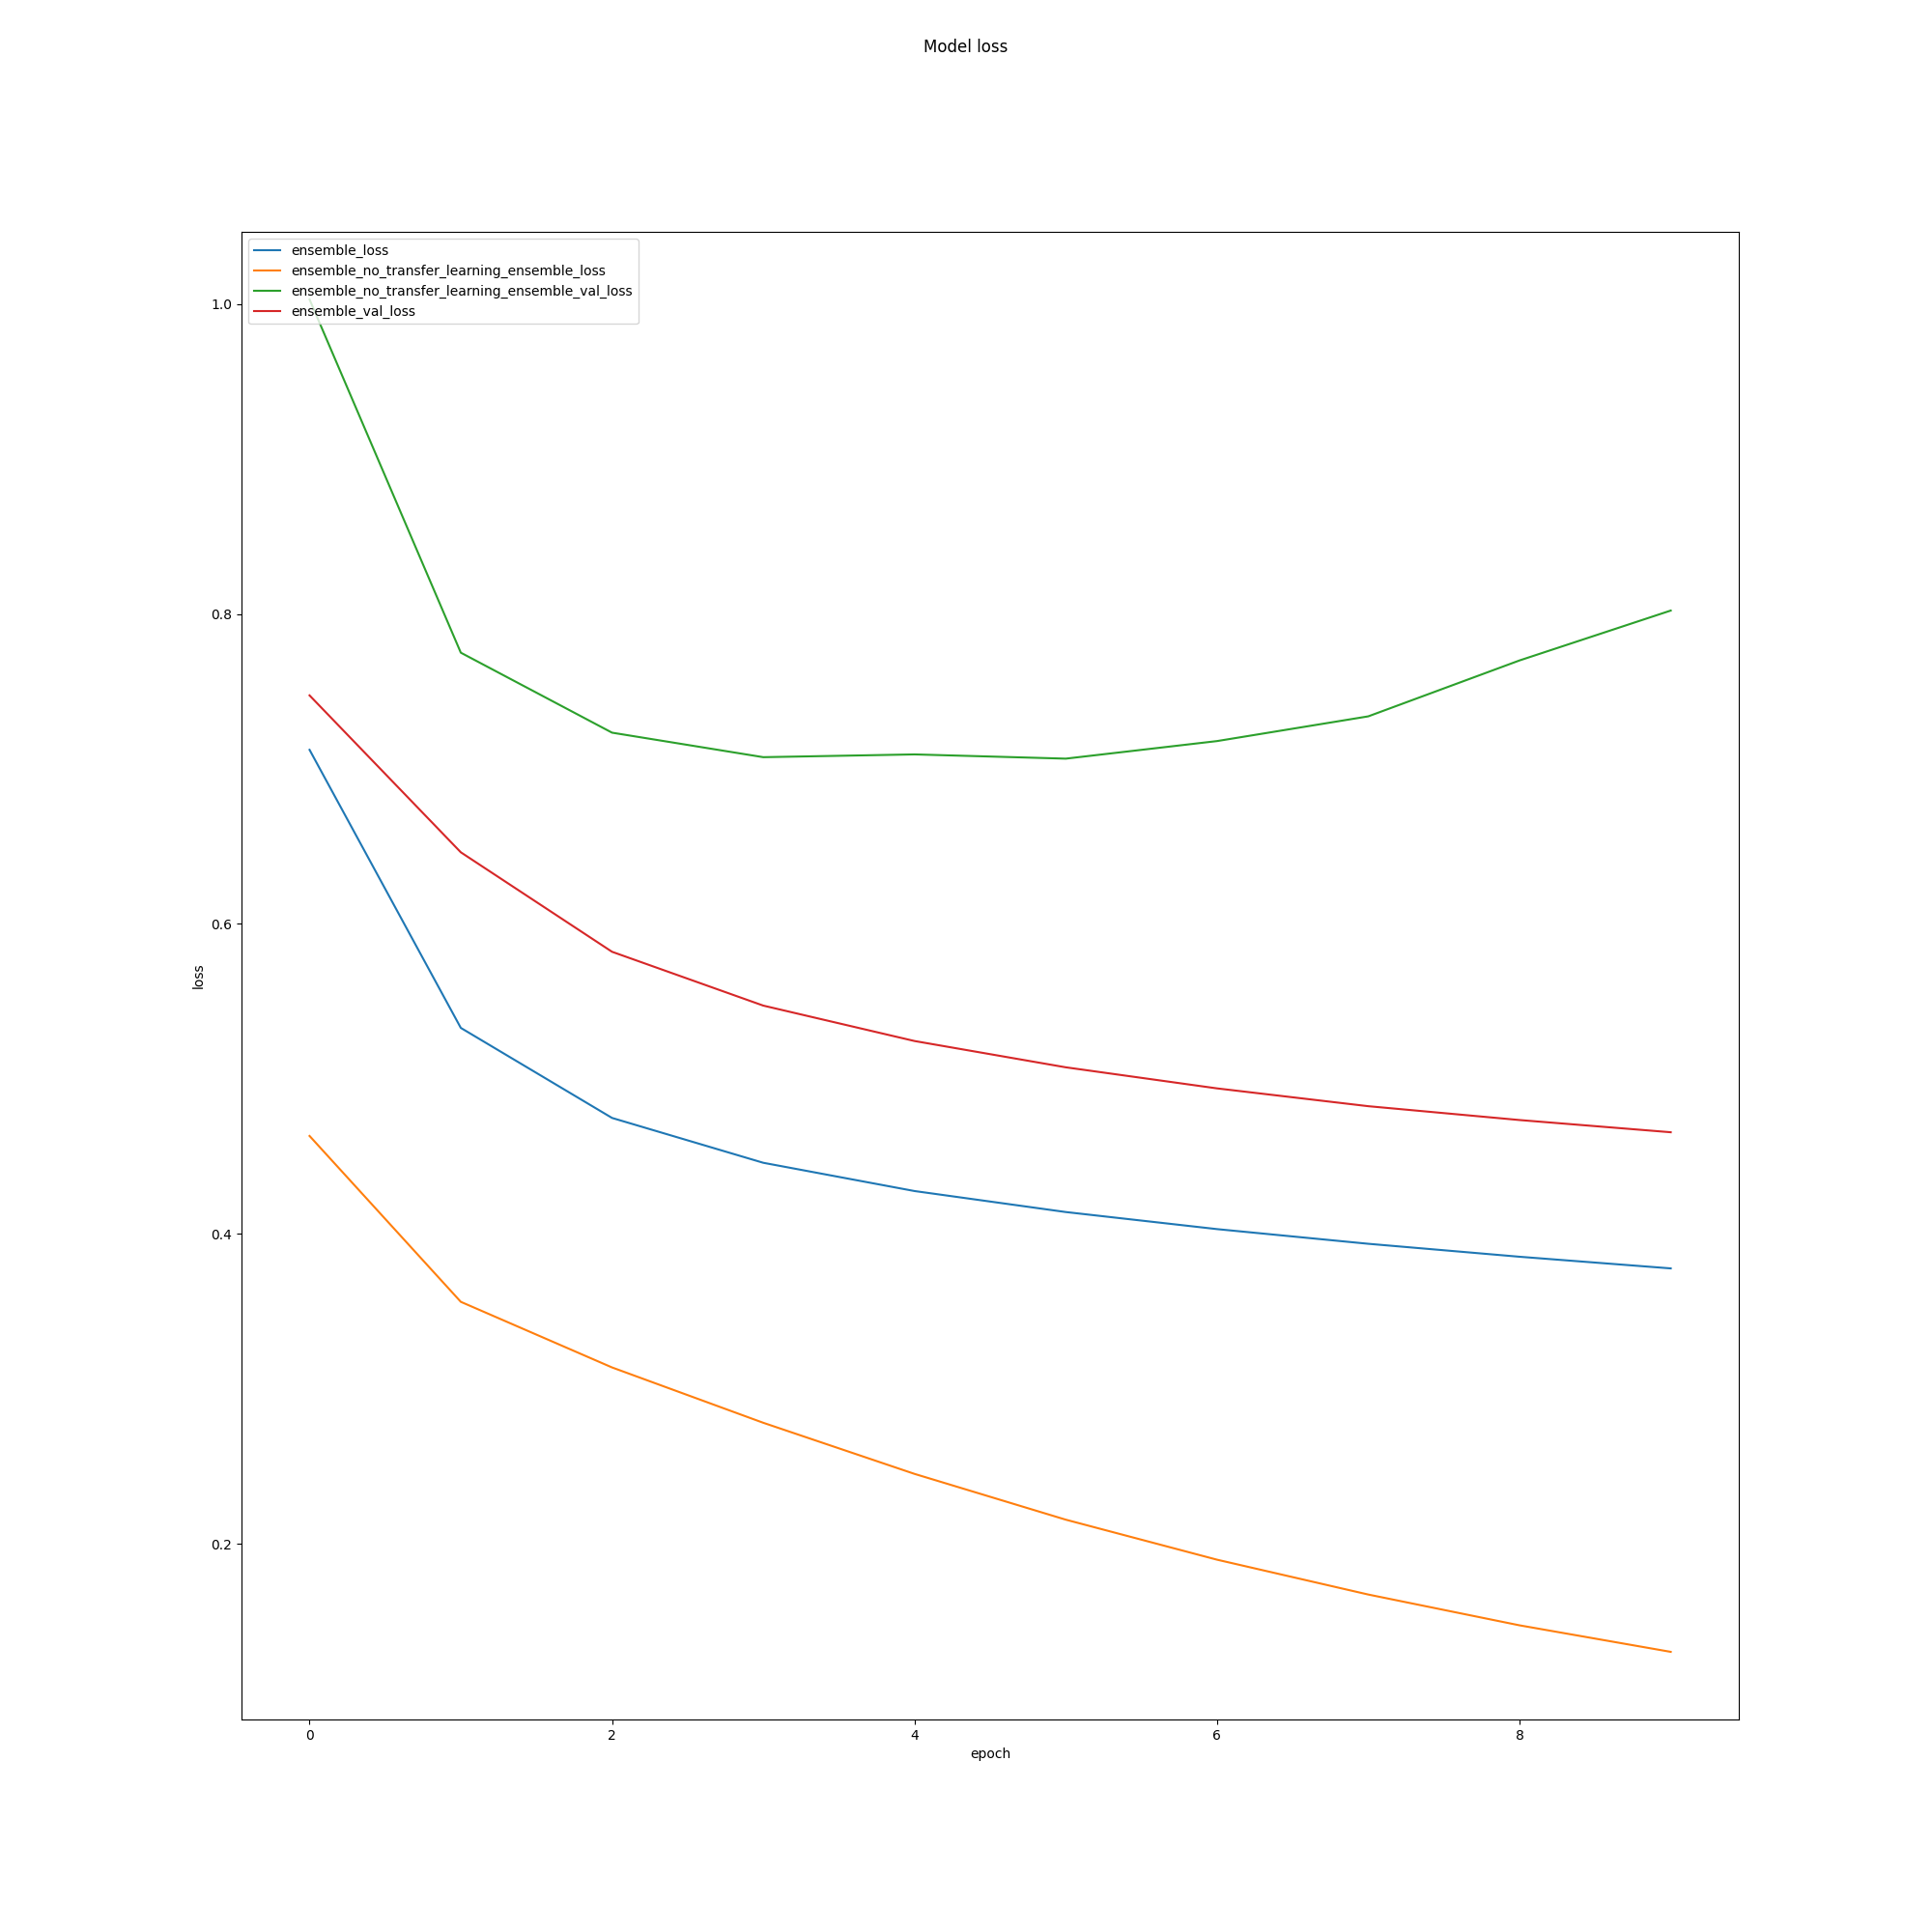 Model loss
ensemble_loss
ensemble_no_transfer_learning_ensemble_loss
ensemble_no_transfer_learning_ensemble_val_loss
ensemble_val_loss
1.0
0.8
0.6
0.4
0.2
loss
0 2 4 6 8
epoch